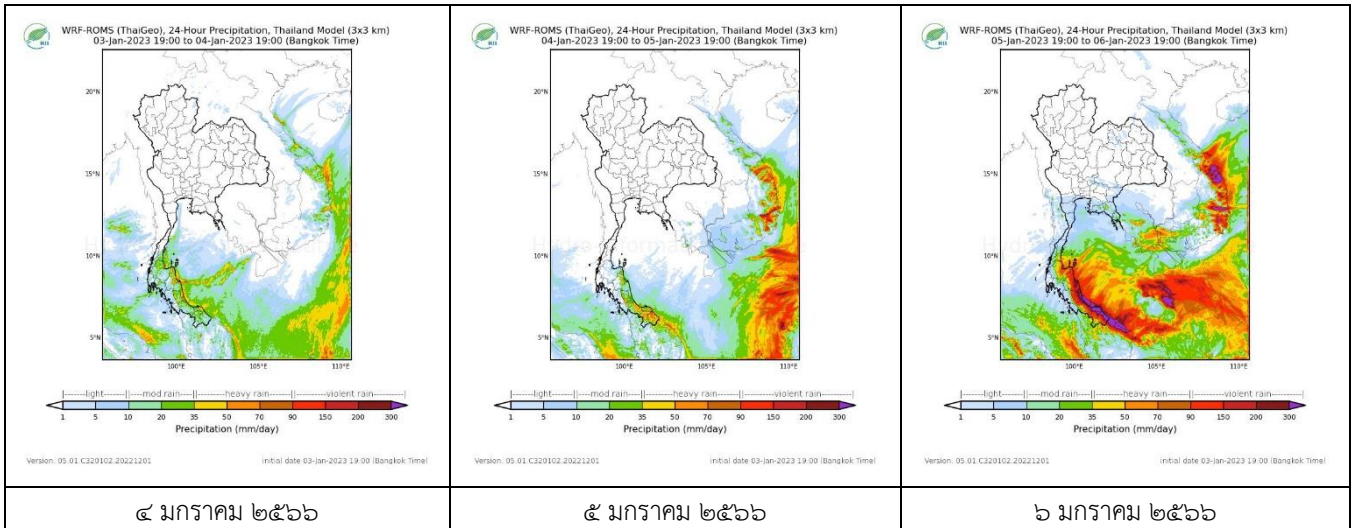 WRF-ROMS (ThaiGeo), 24-Hour Precipitation, Thailand Model (3x3 km)
03-Jan-2023 19:00 to 04-Jan-2023 19:00 (Bangkok Time)
HII
20°N
15°N
10°N
5°N
100°E 105°E 110°E
|------light------||---mod rain---||------heavy rain------||------violent rain------|
1 5 10 20 35 50 70 90 150 200 300
Precipitation (mm/day)
Version: 05.01.C320102.20221201 initial date 03-Jan-2023 19:00 (Bangkok Time)
๔ มกราคม ๒๕๖๖
WRF-ROMS (ThaiGeo), 24-Hour Precipitation, Thailand Model (3x3 km)
04-Jan-2023 19:00 to 05-Jan-2023 19:00 (Bangkok Time)
HII
20°N
15°N
10°N
5°N
100°E 105°E 110°E
|------light------||---mod rain---||------heavy rain------||------violent rain------|
1 5 10 20 35 50 70 90 150 200 300
Precipitation (mm/day)
Version: 05.01.C320102.20221201 initial date 03-Jan-2023 19:00 (Bangkok Time)
๕ มกราคม ๒๕๖๖
WRF-ROMS (ThaiGeo), 24-Hour Precipitation, Thailand Model (3x3 km)
05-Jan-2023 19:00 to 06-Jan-2023 19:00 (Bangkok Time)
HII
20°N
15°N
10°N
5°N
100°E 105°E 110°E
|------light------||---mod rain---||------heavy rain------||------violent rain------|
1 5 10 20 35 50 70 90 150 200 300
Precipitation (mm/day)
Version: 05.01.C320102.20221201 initial date 03-Jan-2023 19:00 (Bangkok Time)
๖ มกราคม ๒๕๖๖